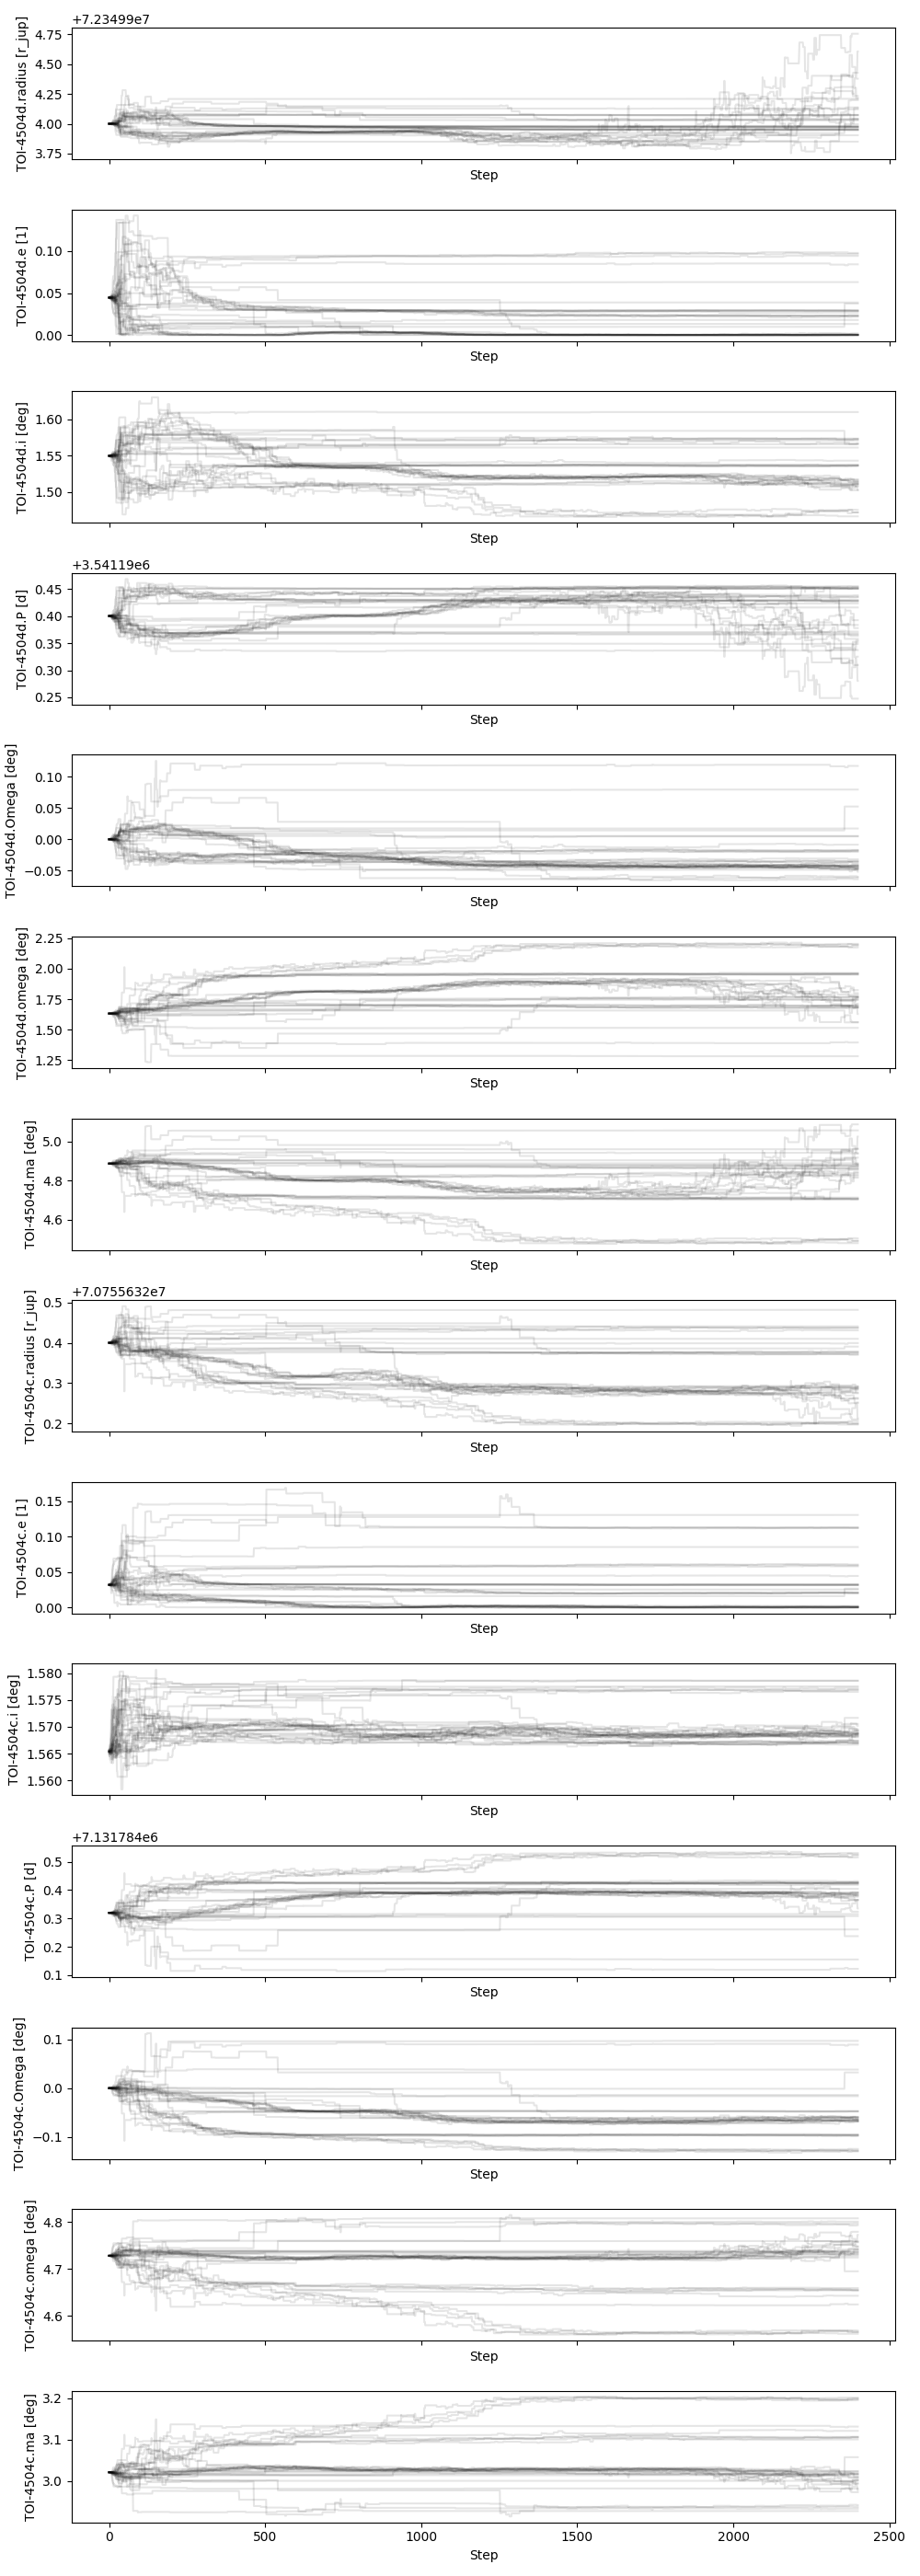 +7.23499e7
TOI-4504d.radius [r_jup]
4.75
4.50
4.25
4.00
3.75
Step
TOI-4504d.e [1]
0.10
0.05
0.00
Step
TOI-4504d.i [deg]
1.60
1.55
1.50
Step
+3.54119e6
TOI-4504d.P [d]
0.45
0.40
0.35
0.30
0.25
Step
TOI-4504d.Omega [deg]
0.10
0.05
0.00
−0.05
Step
TOI-4504d.omega [deg]
2.25
2.00
1.75
1.50
1.25
Step
TOI-4504d.ma [deg]
5.0
4.8
4.6
Step
+7.0755632e7
TOI-4504c.radius [r_jup]
0.5
0.4
0.3
0.2
Step
TOI-4504c.e [1]
0.15
0.10
0.05
0.00
Step
TOI-4504c.i [deg]
1.580
1.575
1.570
1.565
1.560
Step
+7.131784e6
TOI-4504c.P [d]
0.5
0.4
0.3
0.2
0.1
Step
TOI-4504c.Omega [deg]
0.1
0.0
−0.1
Step
TOI-4504c.omega [deg]
4.8
4.7
4.6
Step
TOI-4504c.ma [deg]
3.2
3.1
3.0
0 500 1000 1500 2000 2500
Step